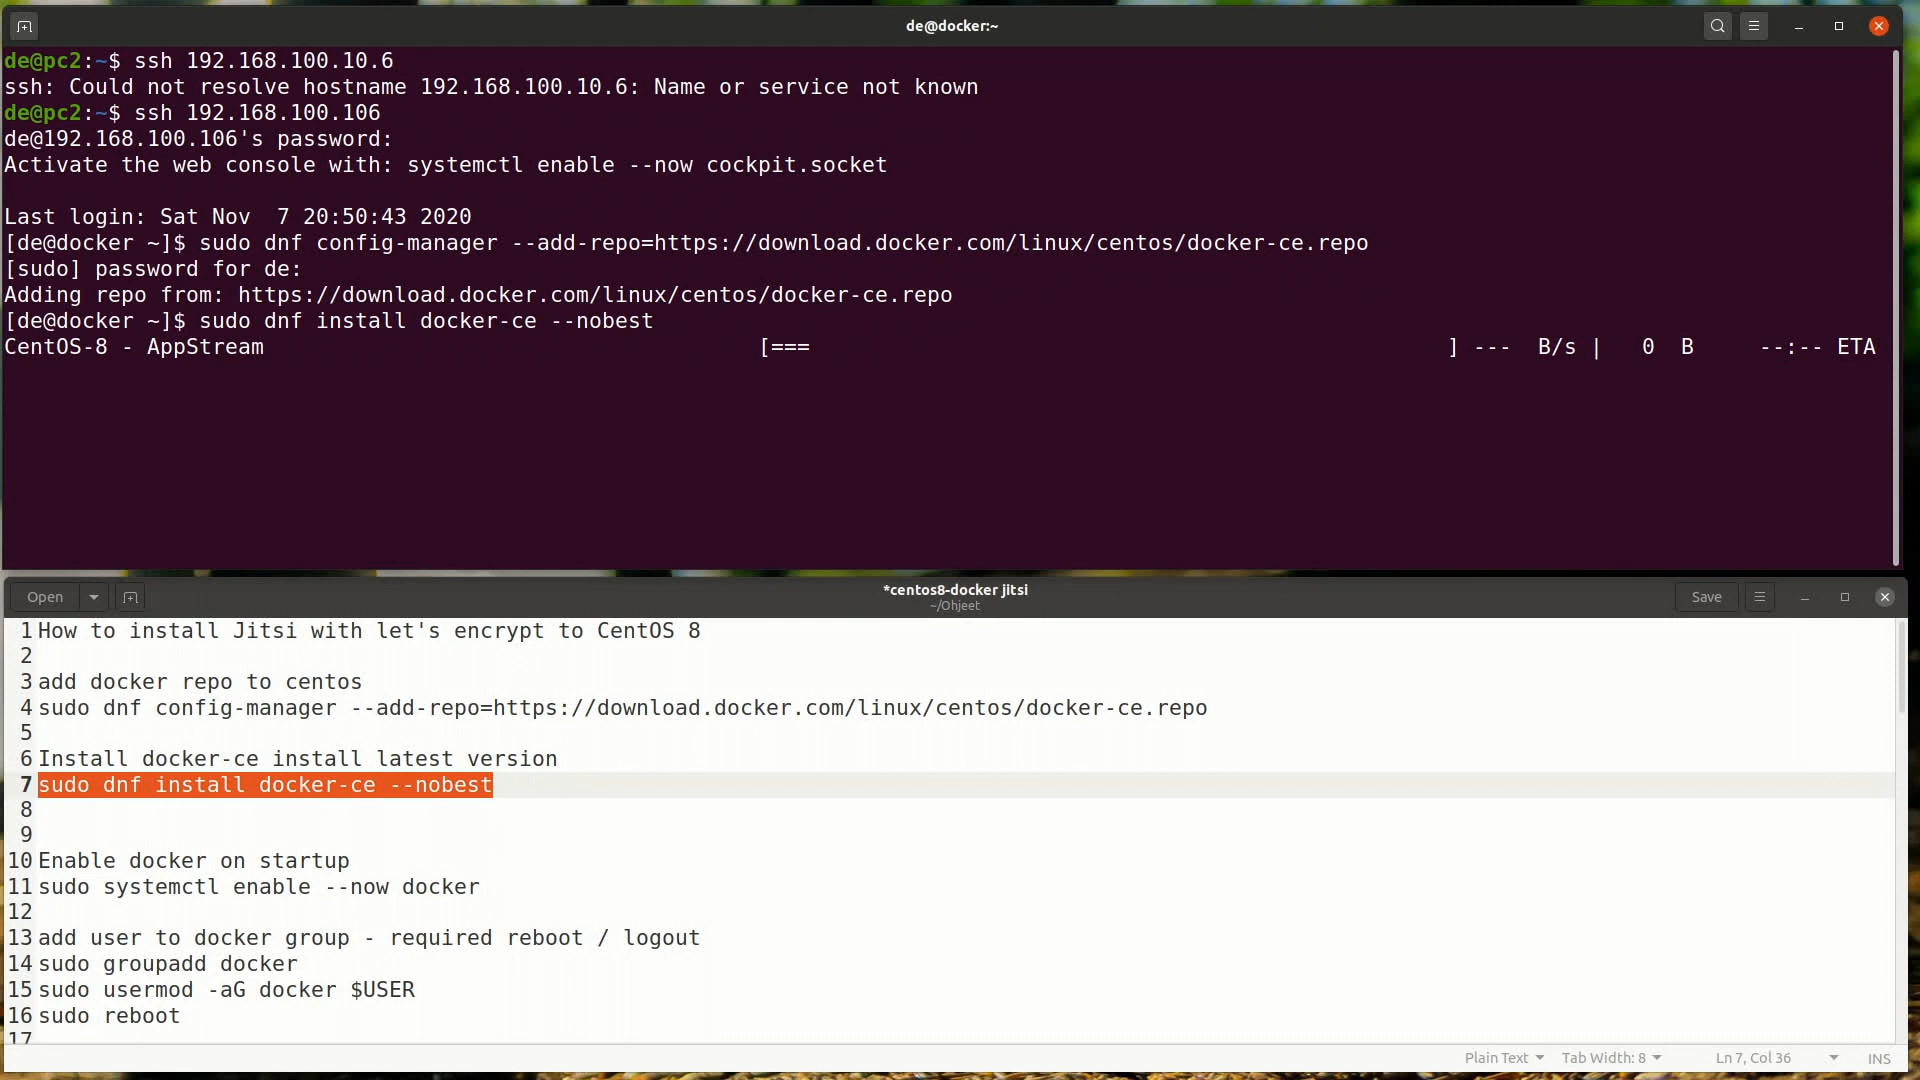 de@docker:~
de@pc2:~$ ssh 192.168.100.10.6
ssh: Could not resolve hostname 192.168.100.10.6: Name or service not known
de@pc2:~$ ssh 192.168.100.106
de@192.168.100.106's password:
Activate the web console with: systemctl enable --now cockpit.socket
Last login: Sat Nov  7 20:50:43 2020
[de@docker ~]$ sudo dnf config-manager --add-repo=https://download.docker.com/linux/centos/docker-ce.repo
[sudo] password for de:
Adding repo from: https://download.docker.com/linux/centos/docker-ce.repo
[de@docker ~]$ sudo dnf install docker-ce --nobest
CentOS-8 - AppStream [=== ] --- B/s | 0 B --:-- ETA
Open
*centos8-docker jitsi
~/Ohjeet
Save
1 How to install Jitsi with let's encrypt to CentOS 8
2
3 add docker repo to centos
4 sudo dnf config-manager --add-repo=https://download.docker.com/linux/centos/docker-ce.repo
5
6 Install docker-ce install latest version
7 sudo dnf install docker-ce --nobest
8
9
10 Enable docker on startup
11 sudo systemctl enable --now docker
12
13 add user to docker group - required reboot / logout
14 sudo groupadd docker
15 sudo usermod -aG docker $USER
16 sudo reboot
17
Plain Text Tab Width: 8 Ln 7, Col 36 INS